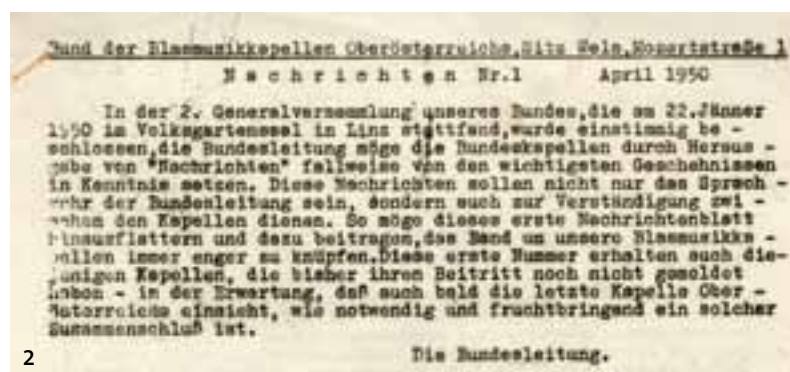 Bund der Blasmusikkapellen Oberösterreichs,Sitz Wels,Mozartstraße 1
Nachrichten Nr.1 April 1950
In der 2. Generalversammlung unseres Bundes,die am 22.Jänner
1950 im Volksgartensaal in Linz stattfand,wurde einstimmig be -
schlossen,die Bundesleitung möge die Bundeskapellen durch Heraus -
gabe von "Nachrichten" fallweise von den wichtigsten Geschehnissen
in Kenntnis setzen. Diese Nachrichten sollen nicht nur das Sprach -
rohr der Bundesleitung sein, sondern auch zur Verständigung zwi -
schen den Kapellen dienen. So möge dieses erste Nachrichtenblatt
hinausflattern und dazu beitragen,das Band um unsere Blasmusikka -
pellen immer enger zu knüpfen.Diese erste Nummer erhalten auch die-
jenigen Kapellen, die bisher ihren Beitritt noch nicht gemeldet
haben - in der Erwartung, daß auch bald die letzte Kapelle Ober -
österreichs einsieht, wie notwendig und fruchtbringend ein solcher
Zusammenschluß ist.
Die Bundesleitung.
2